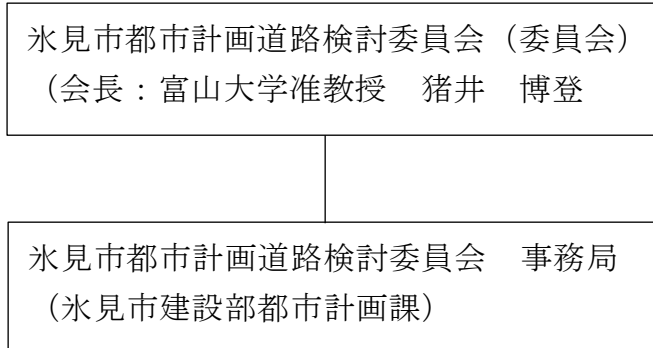 氷見市都市計画道路検討委員会（委員会）
（会長：富山大学准教授　猪井　博登
氷見市都市計画道路検討委員会　事務局
（氷見市建設部都市計画課）